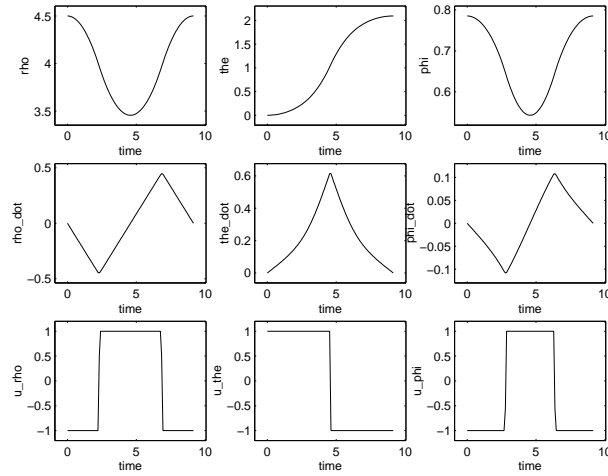 4.5
4
3.5
rho
0 5 10
time
2
1.5
1
0.5
0
the
0 5 10
time
0.8
0.7
0.6
phi
0 5 10
time
0.5
0
−0.5
rho_dot
0 5 10
time
0.6
0.4
0.2
0
the_dot
0 5 10
time
0.1
0.05
0
−0.05
−0.1
phi_dot
0 5 10
time
1
0.5
0
−0.5
−1
u_rho
0 5 10
time
1
0.5
0
−0.5
−1
u_the
0 5 10
time
1
0.5
0
−0.5
−1
u_phi
0 5 10
time